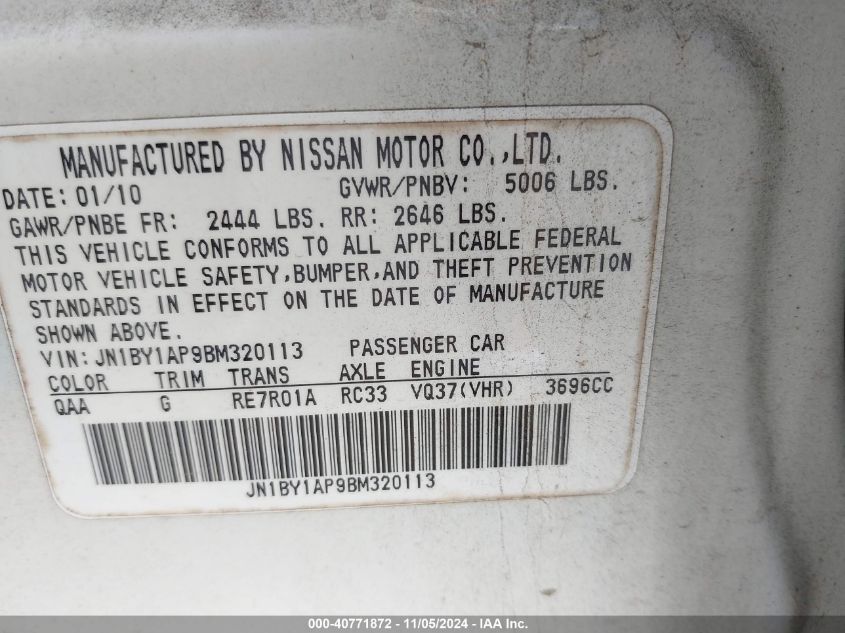 MANUFACTURED BY NISSAN MOTOR CO.,LTD.
DATE: 01/10 GVWR/PNBV: 5006 LBS.
GAWR/PNBE FR: 2444 LBS. RR: 2646 LBS.
THIS VEHICLE CONFORMS TO ALL APPLICABLE FEDERAL
MOTOR VEHICLE SAFETY,BUMPER,AND THEFT PREVENTION
STANDARDS IN EFFECT ON THE DATE OF MANUFACTURE
SHOWN ABOVE.
VIN: JN1BY1AP9BM320113 PASSENGER CAR
COLOR TRIM TRANS AXLE ENGINE
QAA G RE7R01A RC33 VQ37(VHR) 3696CC
JN1BY1AP9BM320113
000-40771872 - 11/05/2024 - IAA Inc.